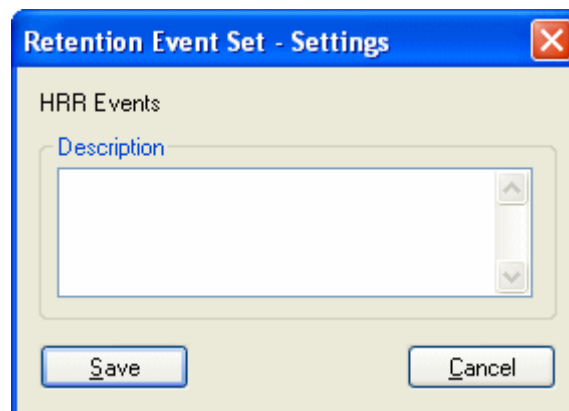 Retention Event Set - Settings
HRR Events
Description
Save
Cancel